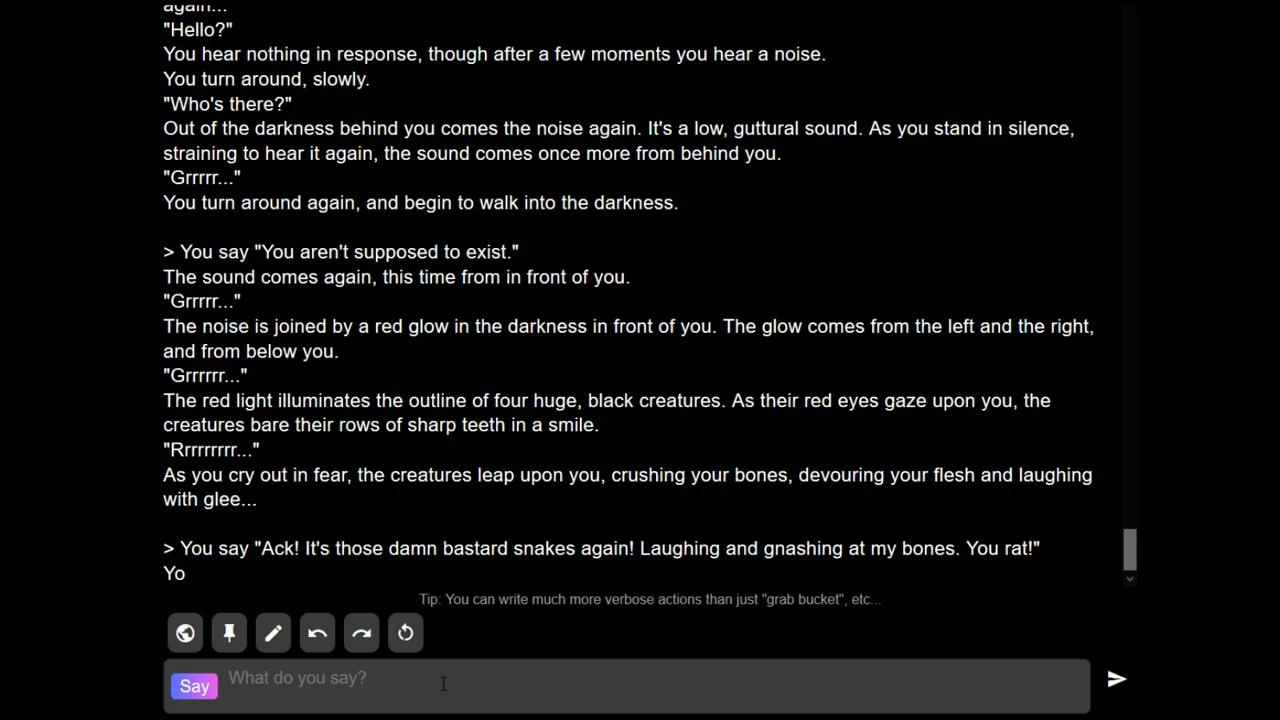 again...
"Hello?"
You hear nothing in response, though after a few moments you hear a noise.
You turn around, slowly.
"Who's there?"
Out of the darkness behind you comes the noise again. It's a low, guttural sound. As you stand in silence,
straining to hear it again, the sound comes once more from behind you.
"Grrrrr..."
You turn around again, and begin to walk into the darkness.
> You say "You aren't supposed to exist."
The sound comes again, this time from in front of you.
"Grrrrr..."
The noise is joined by a red glow in the darkness in front of you. The glow comes from the left and the right,
and from below you.
"Grrrrrr..."
The red light illuminates the outline of four huge, black creatures. As their red eyes gaze upon you, the
creatures bare their rows of sharp teeth in a smile.
"Rrrrrrrrr..."
As you cry out in fear, the creatures leap upon you, crushing your bones, devouring your flesh and laughing
with glee...
> You say "Ack! It's those damn bastard snakes again! Laughing and gnashing at my bones. You rat!"
Yo
Tip: You can write much more verbose actions than just "grab bucket", etc...
Say What do you say?